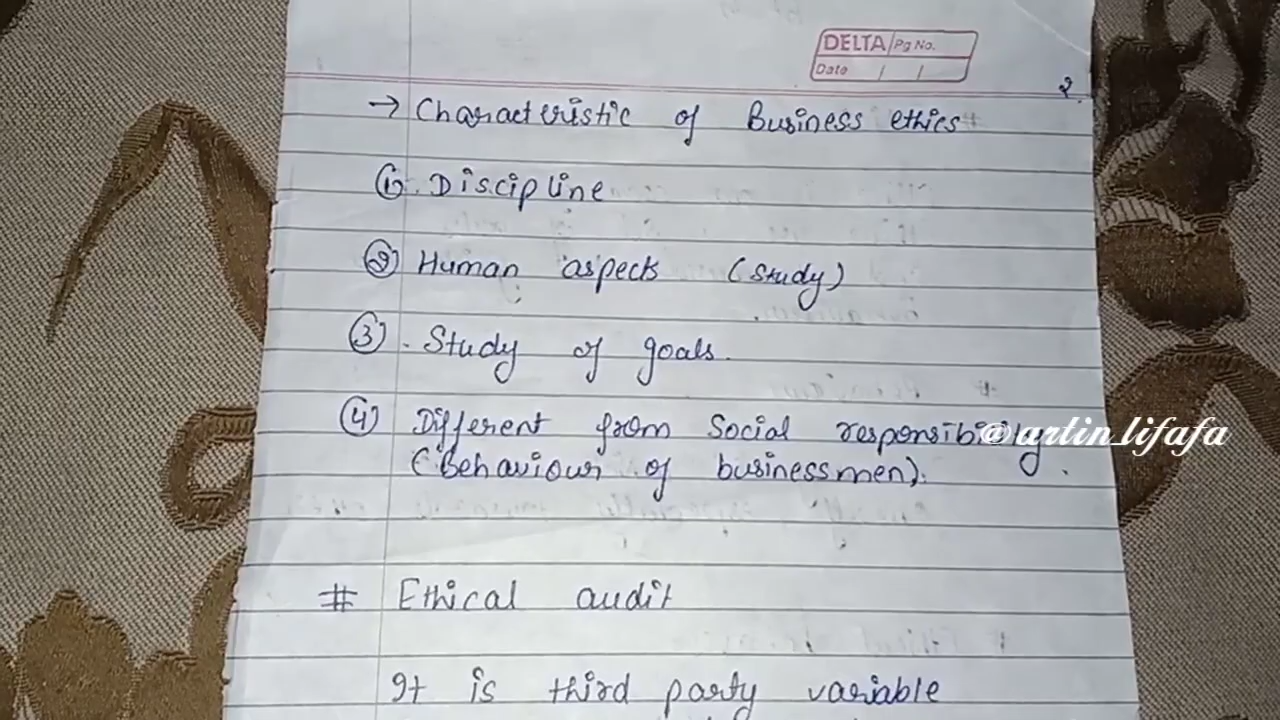 DELTA Pg No.
Date / /
2.
→ Characteristic of Business ethics
① Discipline
② Human aspects (Study)
③ . Study of goals.
④ Different from Social responsibility.
(Behaviour of businessmen).
@artin_lifafa
# Ethical audit
It is third party variable